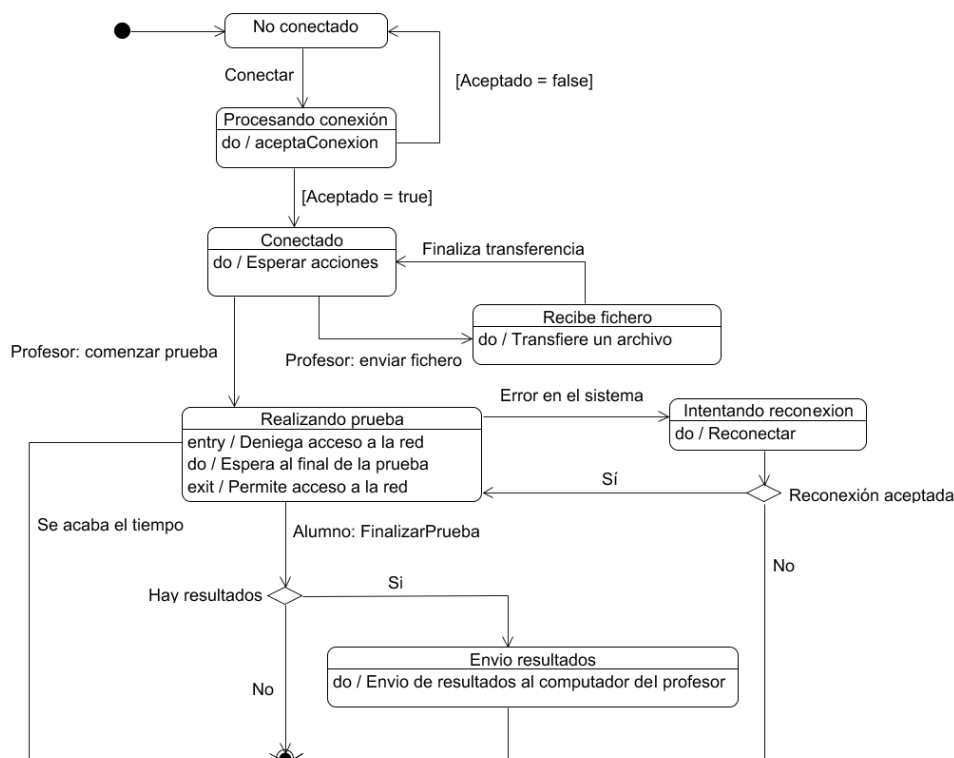 No conectado
Conectar
[Aceptado = false]
Procesando conexión
do / aceptaConexion
[Aceptado = true]
Conectado
do / Esperar acciones
Finaliza transferencia
Recibe fichero
do / Transfiere un archivo
Profesor: comenzar prueba
Profesor: enviar fichero
Error en el sistema
Realizando prueba
entry / Deniega acceso a la red
do / Espera al final de la prueba
exit / Permite acceso a la red
Intentando reconexion
do / Reconectar
Sí
Reconexión aceptada
Se acaba el tiempo
Alumno: FinalizarPrueba
No
Hay resultados
Si
Envio resultados
do / Envio de resultados al computador del profesor
No